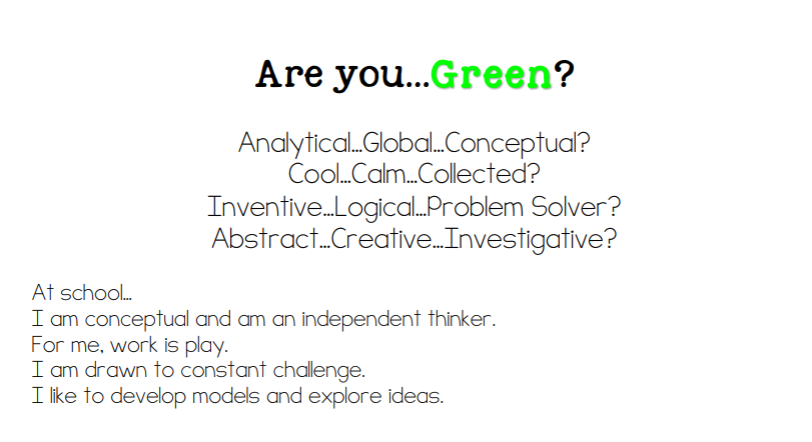 Are you...Green?
Analytical...Global...Conceptual?
Cool...Calm...Collected?
Inventive...Logical...Problem Solver?
Abstract...Creative...Investigative?
At school...
I am conceptual and am an independent thinker.
For me, work is play.
I am drawn to constant challenge.
I like to develop models and explore ideas.